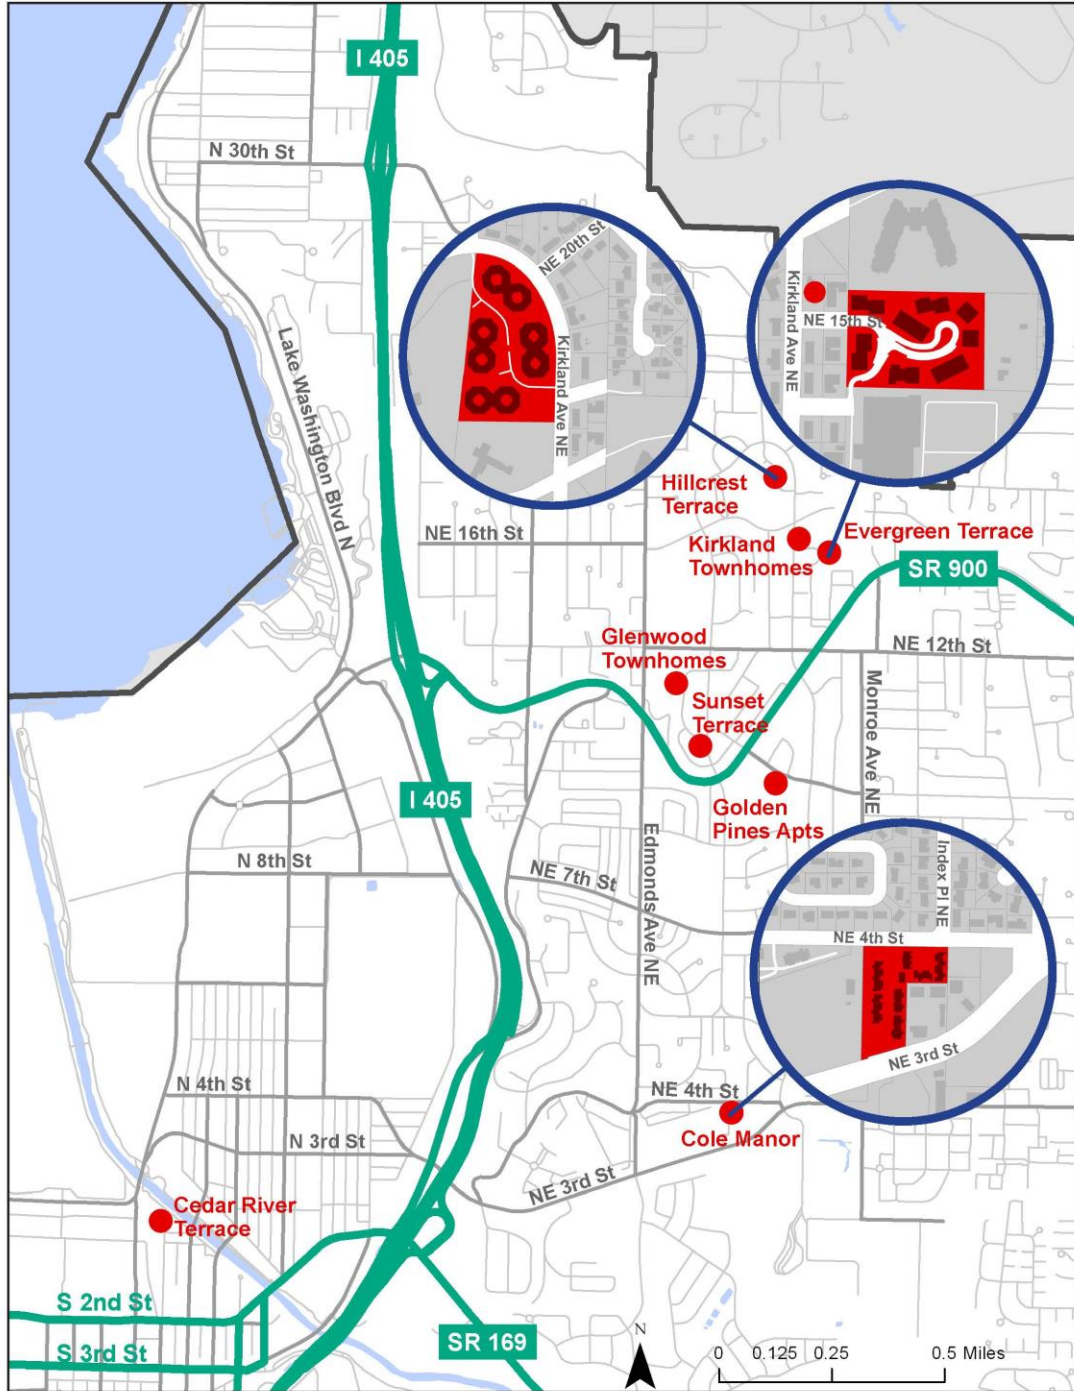 I 405
N 30th St
NE 20th St
Kirkland Ave NE
Kirkland Ave NE
NE 15th St
Lake Washington Blvd N
Hillcrest
Terrace
NE 16th St
Kirkland
Townhomes
Evergreen Terrace
SR 900
Glenwood
Townhomes
NE 12th St
Sunset
Terrace
Monroe Ave NE
I 405
Golden
Pines Apts
N 8th St
NE 7th St
Edmonds Ave NE
Index Pl NE
NE 4th St
NE 3rd St
N 4th St
NE 4th St
N 3rd St
Cole Manor
NE 3rd St
Cedar River
Terrace
S 2nd St
S 3rd St
SR 169
N
0 0.125 0.25 0.5 Miles